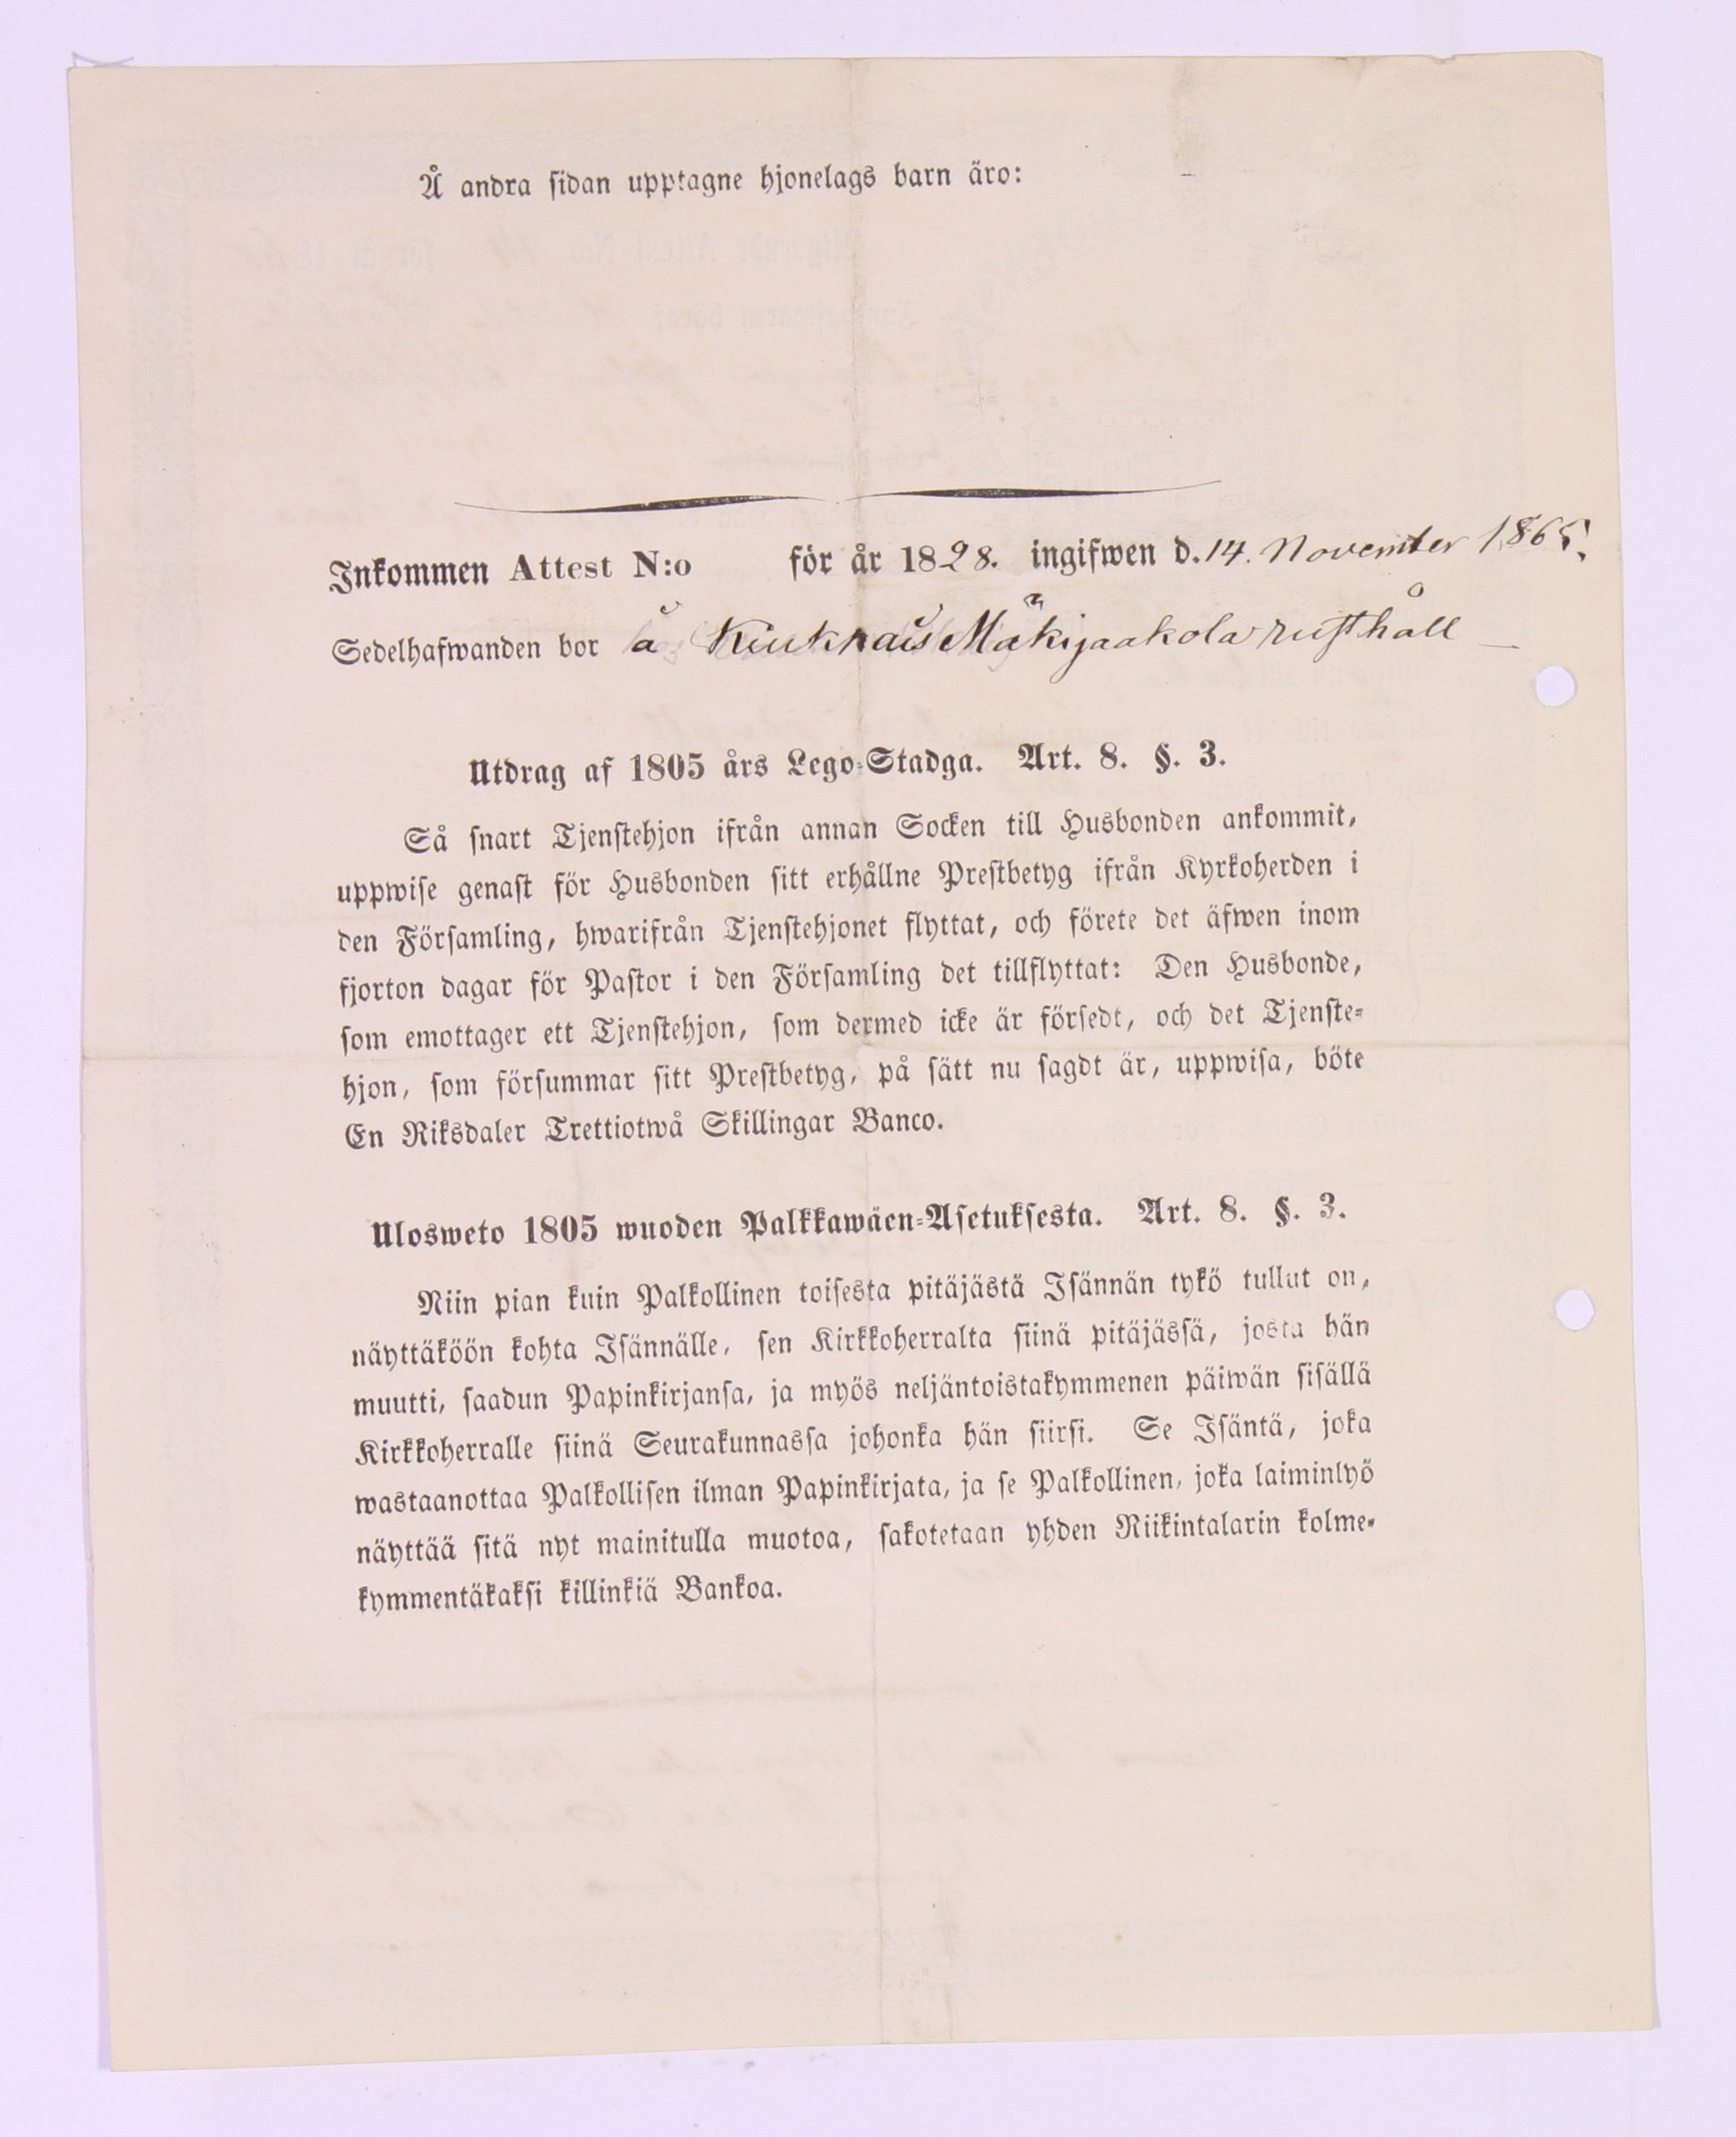 Å andra sidan upptagne hjonelags barn äro:
Inkommen Attest N:o för år 1828. ingifwen d. 14. November 1865.
Sedelhafwanden bor å Kiukkais Mäkijaakola rusthåll
Utdrag af 1805 års Lego-Stadga. Art. 8. §. 3.
Så snart Tjenstehjon ifrån annan Socken till Husbonden ankommit,
uppwise genast för Husbonden sitt erhållne Prestbetyg ifrån Kyrkoherden i
den Församling, hwarifrån Tjenstehjonet flyttat, och förete det äfwen inom
fjorton dagar för Pastor i den Församling det tillflyttat: Den Husbonde,
som emottager ett Tjenstehjon, som dermed icke är försedt, och det Tjenste-
hjon, som försummar sitt Prestbetyg, på sätt nu sagdt är, uppwisa, böte
En Riksdaler Trettiotwå Skillingar Banco.
Ulosweto 1805 wuoden Palkkawäen-Asetuksesta. Art. 8. §. 3.
Niin pian kuin Palkollinen toisesta pitäjästä Isännän tykö tullut on,
näyttäköön kohta Isännälle, sen Kirkkoherralta siinä pitäjässä, josta hän
muutti, saadun Papinkirjansa, ja myös neljäntoistakymmenen päiwän sisällä
Kirkkoherralle siinä Seurakunnassa johonka hän siirsi. Se Isäntä, joka
wastaanottaa Palkollisen ilman Papinkirjata, ja se Palkollinen, joka laiminlyö
näyttää sitä nyt mainitulla muotoa, sakotetaan yhden Riikintalarin kolme-
kymmentäkaksi killinkiä Bankoa.